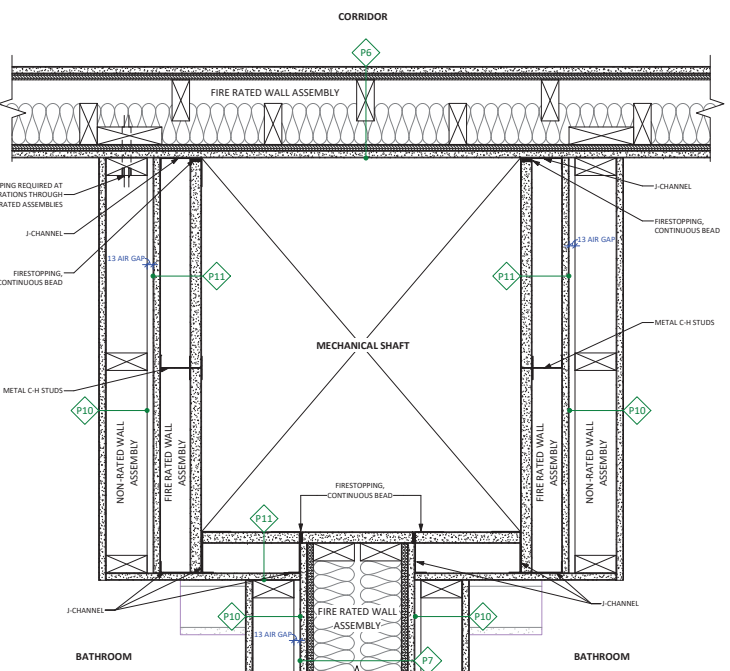 CORRIDOR
P6
FIRE RATED WALL ASSEMBLY
REQUIRED AT
THROUGH
RATED ASSEMBLIES
J-CHANNEL
J-CHANNEL
FIRESTOPPING,
CONTINUOUS BEAD
13 AIR GAP
13 AIR GAP
FIRESTOPPING,
CONTINUOUS BEAD
P11
P11
METAL C-H STUDS
MECHANICAL SHAFT
METAL C-H STUDS
P10
P10
NON-RATED WALL
ASSEMBLY
FIRE RATED WALL
ASSEMBLY
FIRE RATED WALL
ASSEMBLY
NON-RATED WALL
ASSEMBLY
FIRESTOPPING,
CONTINUOUS BEAD
P11
J-CHANNEL
J-CHANNEL
P10
FIRE RATED WALL
ASSEMBLY
P10
13 AIR GAP
BATHROOM
P7
BATHROOM